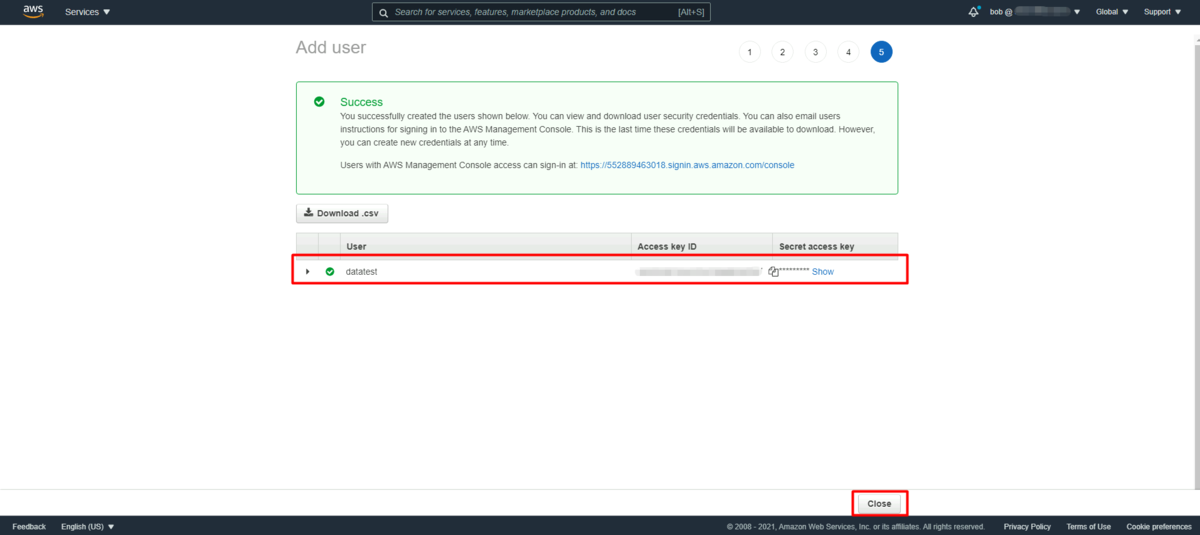 aws Services Search for services, features, marketplace products, and docs [Alt+S] bob @ Global Support
Add user 1 2 3 4 5
Success
You successfully created the users shown below. You can view and download user security credentials. You can also email users
instructions for signing in to the AWS Management Console. This is the last time these credentials will be available to download. However,
you can create new credentials at any time.
Users with AWS Management Console access can sign-in at: https://552889463018.signin.aws.amazon.com/console
Download .csv
User Access key ID Secret access key
datatest ********* Show
Close
Feedback English (US) © 2008 - 2021, Amazon Web Services, Inc. or its affiliates. All rights reserved. Privacy Policy Terms of Use Cookie preferences